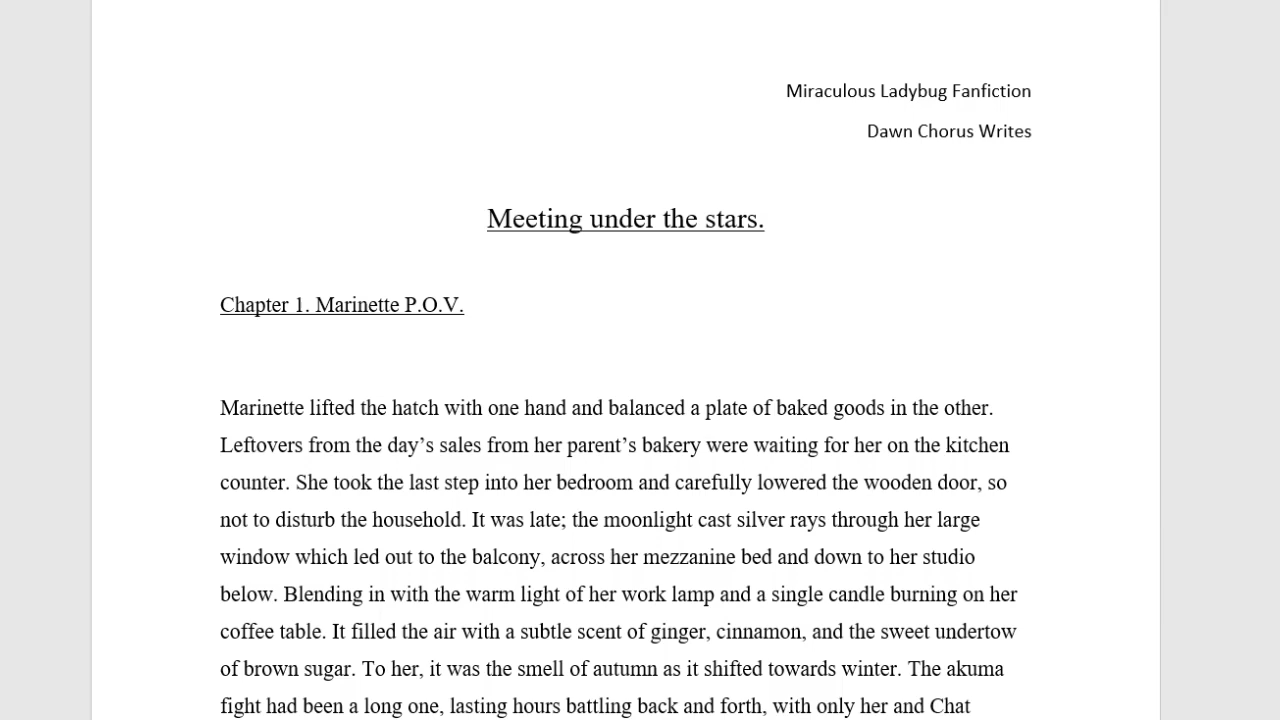 Miraculous Ladybug Fanfiction
Dawn Chorus Writes
Meeting under the stars.
Chapter 1. Marinette P.O.V.
Marinette lifted the hatch with one hand and balanced a plate of baked goods in the other.
Leftovers from the day’s sales from her parent’s bakery were waiting for her on the kitchen
counter. She took the last step into her bedroom and carefully lowered the wooden door, so
not to disturb the household. It was late; the moonlight cast silver rays through her large
window which led out to the balcony, across her mezzanine bed and down to her studio
below. Blending in with the warm light of her work lamp and a single candle burning on her
coffee table. It filled the air with a subtle scent of ginger, cinnamon, and the sweet undertow
of brown sugar. To her, it was the smell of autumn as it shifted towards winter. The akuma
fight had been a long one, lasting hours battling back and forth, with only her and Chat